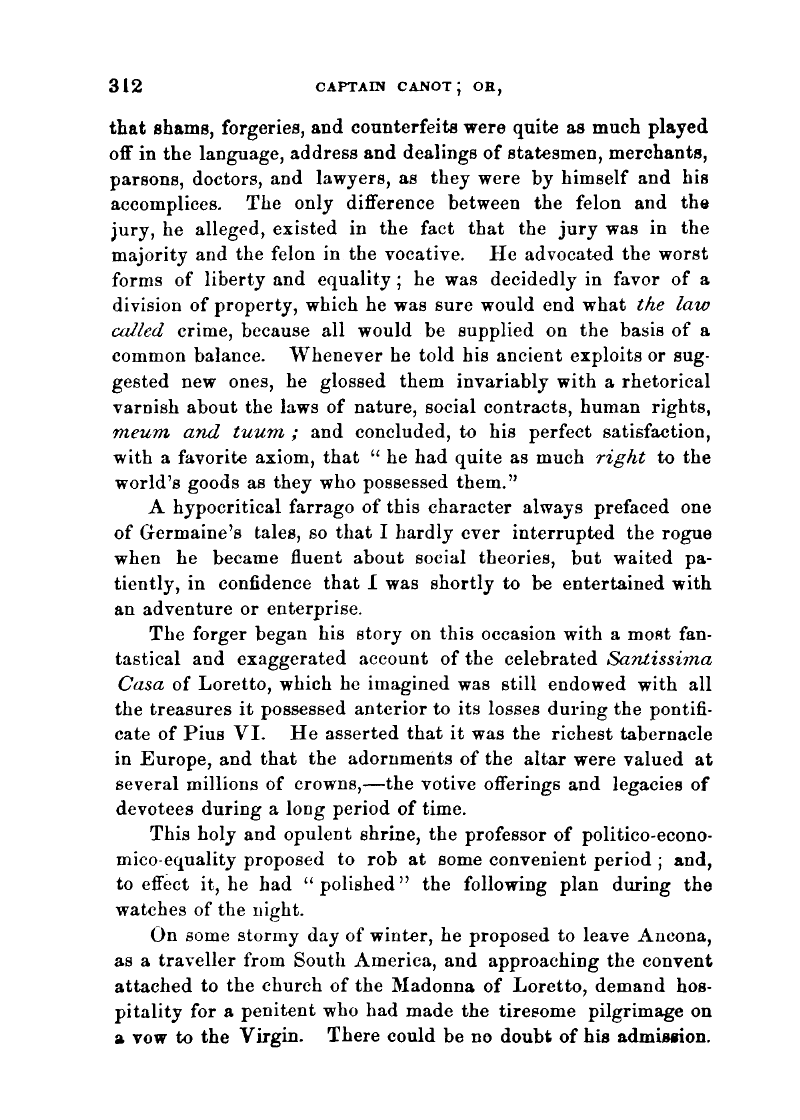 312 CAPTAIN CANOT; OR,
that shams, forgeries, and counterfeits were quite as much played
off in the language, address and dealings of statesmen, merchants,
parsons, doctors, and lawyers, as they were by himself and his
accomplices. The only difference between the felon and the
jury, he alleged, existed in the fact that the jury was in the
majority and the felon in the vocative. He advocated the worst
forms of liberty and equality; he was decidedly in favor of a
division of property, which he was sure would end what the law
called crime, because all would be supplied on the basis of a
common balance. Whenever he told his ancient exploits or sug-
gested new ones, he glossed them invariably with a rhetorical
varnish about the laws of nature, social contracts, human rights,
meum and tuum; and concluded, to his perfect satisfaction,
with a favorite axiom, that "he had quite as much right to the
world's goods as they who possessed them."
A hypocritical farrago of this character always prefaced one
of Germaine's tales, so that I hardly ever interrupted the rogue
when he became fluent about social theories, but waited pa-
tiently, in confidence that I was shortly to be entertained with
an adventure or enterprise.
The forger began his story on this occasion with a most fan-
tastical and exaggerated account of the celebrated Santissima
Casa of Loretto, which he imagined was still endowed with all
the treasures it possessed anterior to its losses during the pontifi-
cate of Pius VI. He asserted that it was the richest tabernacle
in Europe, and that the adornments of the altar were valued at
several millions of crowns,—the votive offerings and legacies of
devotees during a long period of time.
This holy and opulent shrine, the professor of politico-econo-
mico-equality proposed to rob at some convenient period; and,
to effect it, he had "polished" the following plan during the
watches of the night.
On some stormy day of winter, he proposed to leave Ancona,
as a traveller from South America, and approaching the convent
attached to the church of the Madonna of Loretto, demand hos-
pitality for a penitent who had made the tiresome pilgrimage on
a vow to the Virgin. There could be no doubt of his admission.